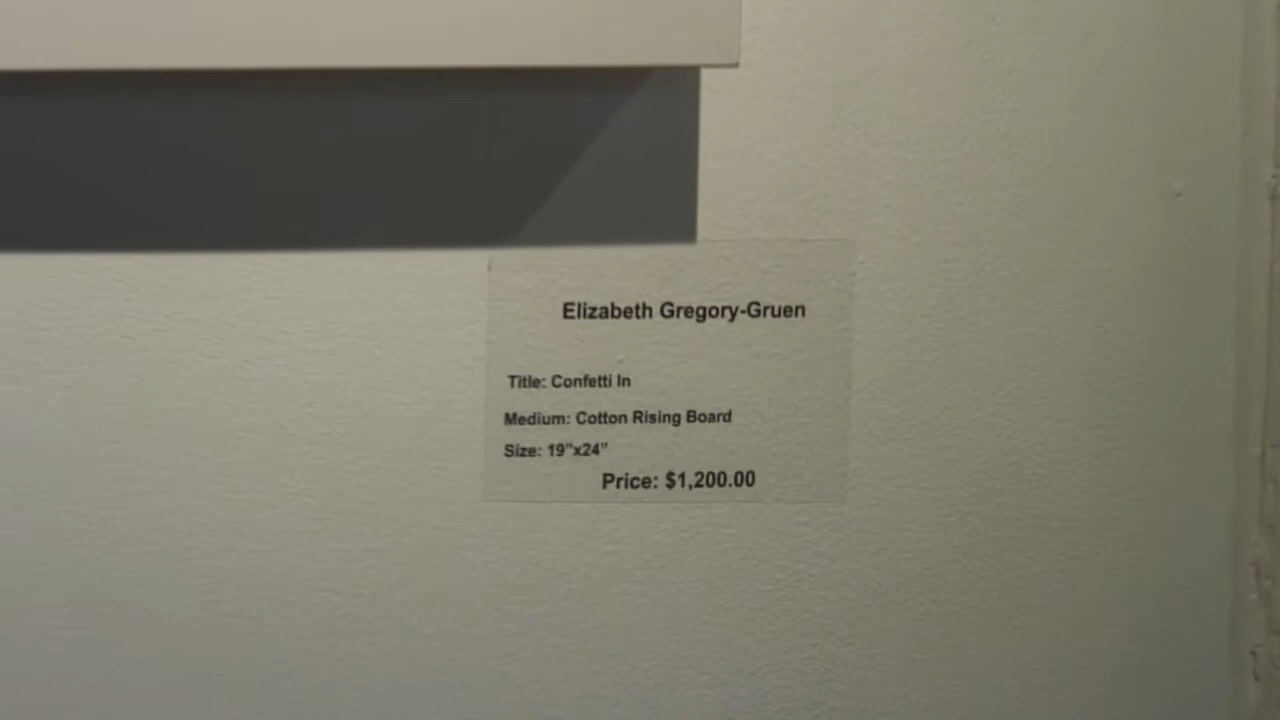 Elizabeth Gregory-Gruen
Title: Confetti In
Medium: Cotton Rising Board
Size: 19"x24"
Price: $1,200.00